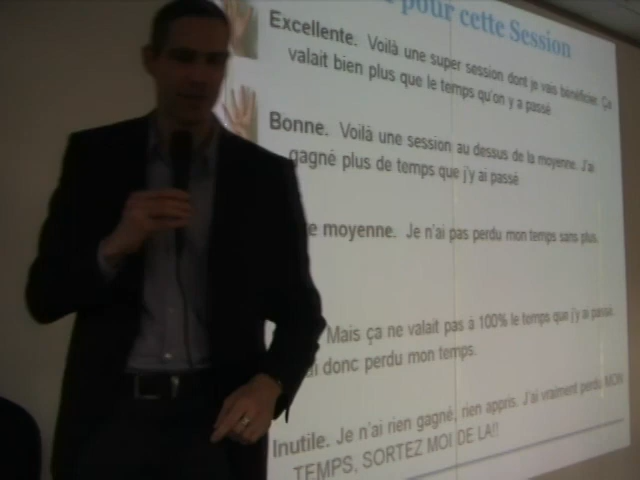 pour cette Session
Excellente. Voilà une super session dont je vais bénéficier. Ça
valait bien plus que le temps qu'on y a passé
Bonne. Voilà une session au dessus de la moyenne. J'ai
gagné plus de temps que j'y ai passé
e moyenne. Je n'ai pas perdu mon temps sans plus.
Mais ça ne valait pas à 100% le temps que j'y ai passé.
ai donc perdu mon temps.
Inutile. Je n'ai rien gagné, rien appris. J'ai vraiment perdu MON
TEMPS, SORTEZ MOI DE LA!!